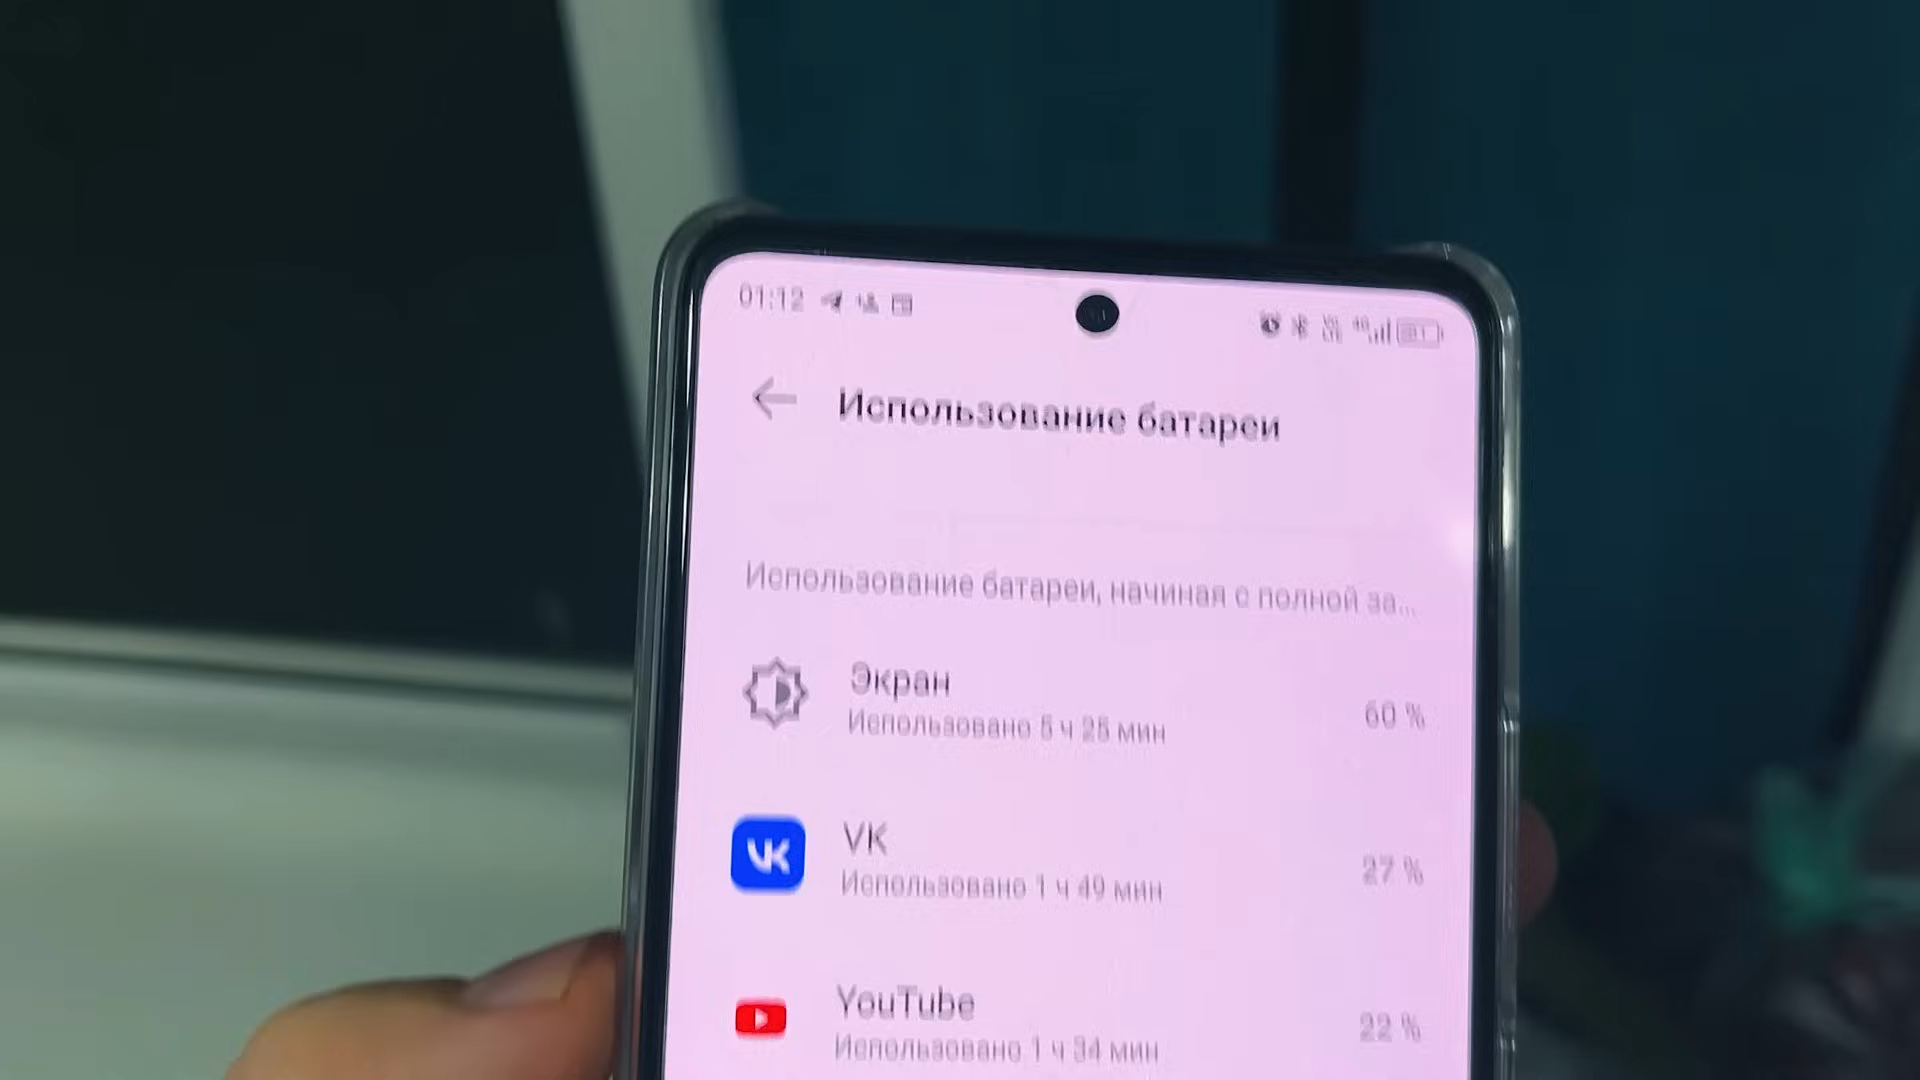 01:12
Использование батареи
Использование батареи, начиная с полной за...
Экран
Использовано 5 ч 25 мин
60 %
VK
Использовано 1 ч 49 мин
27 %
YouTube
Использовано 1 ч 34 мин
22 %